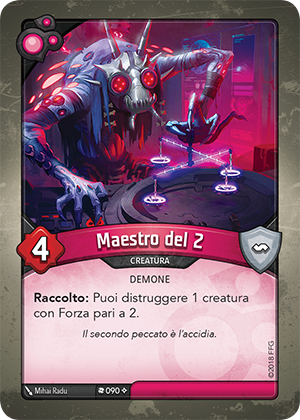 Maestro del 2
4
CREATURA
DEMONE
Raccolto: Puoi distruggere 1 creatura
con Forza pari a 2.
Il secondo peccato è l'accidia.
©2018 FFG
Mihai Radu
090